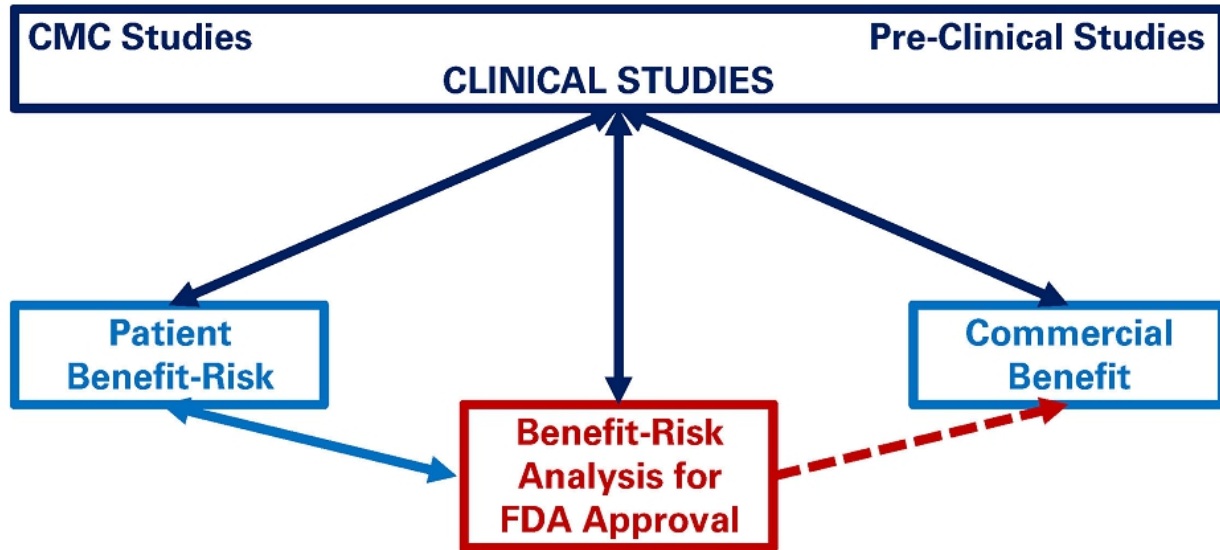 CMC Studies
Pre-Clinical Studies
CLINICAL STUDIES
Patient
Benefit-Risk
Commercial
Benefit
Benefit-Risk
Analysis for
FDA Approval